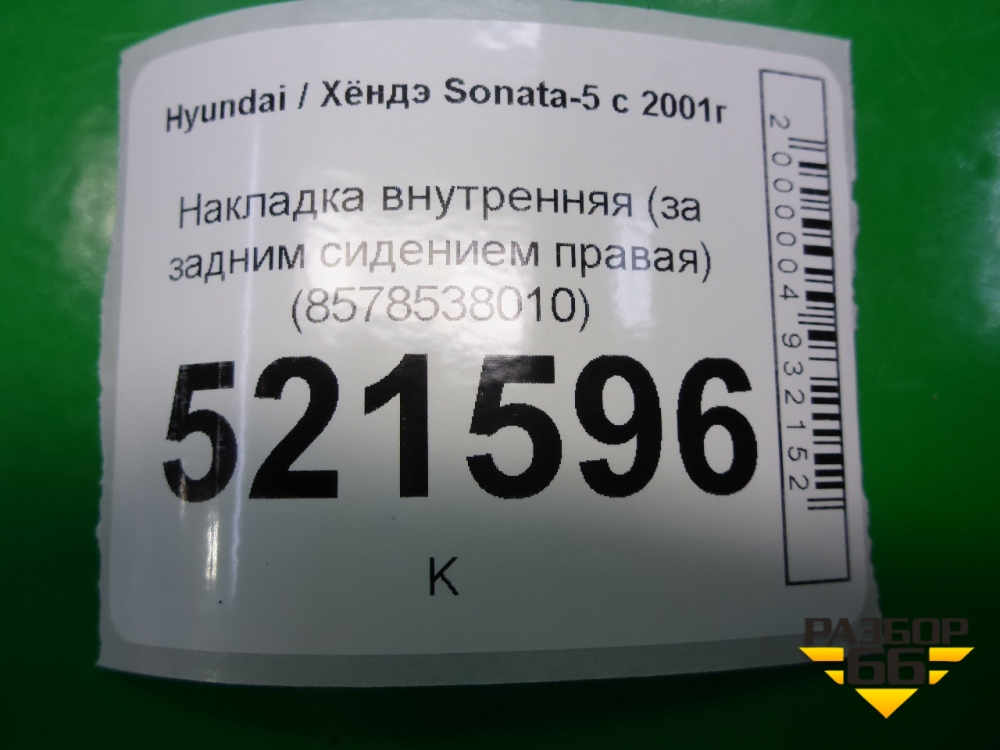 Hyundai / Хёндэ Sonata-5 с 2001г
Накладка внутренняя (за
задним сидением правая)
(8578538010)
521596
К
2000004932152
РАЗБОР
66